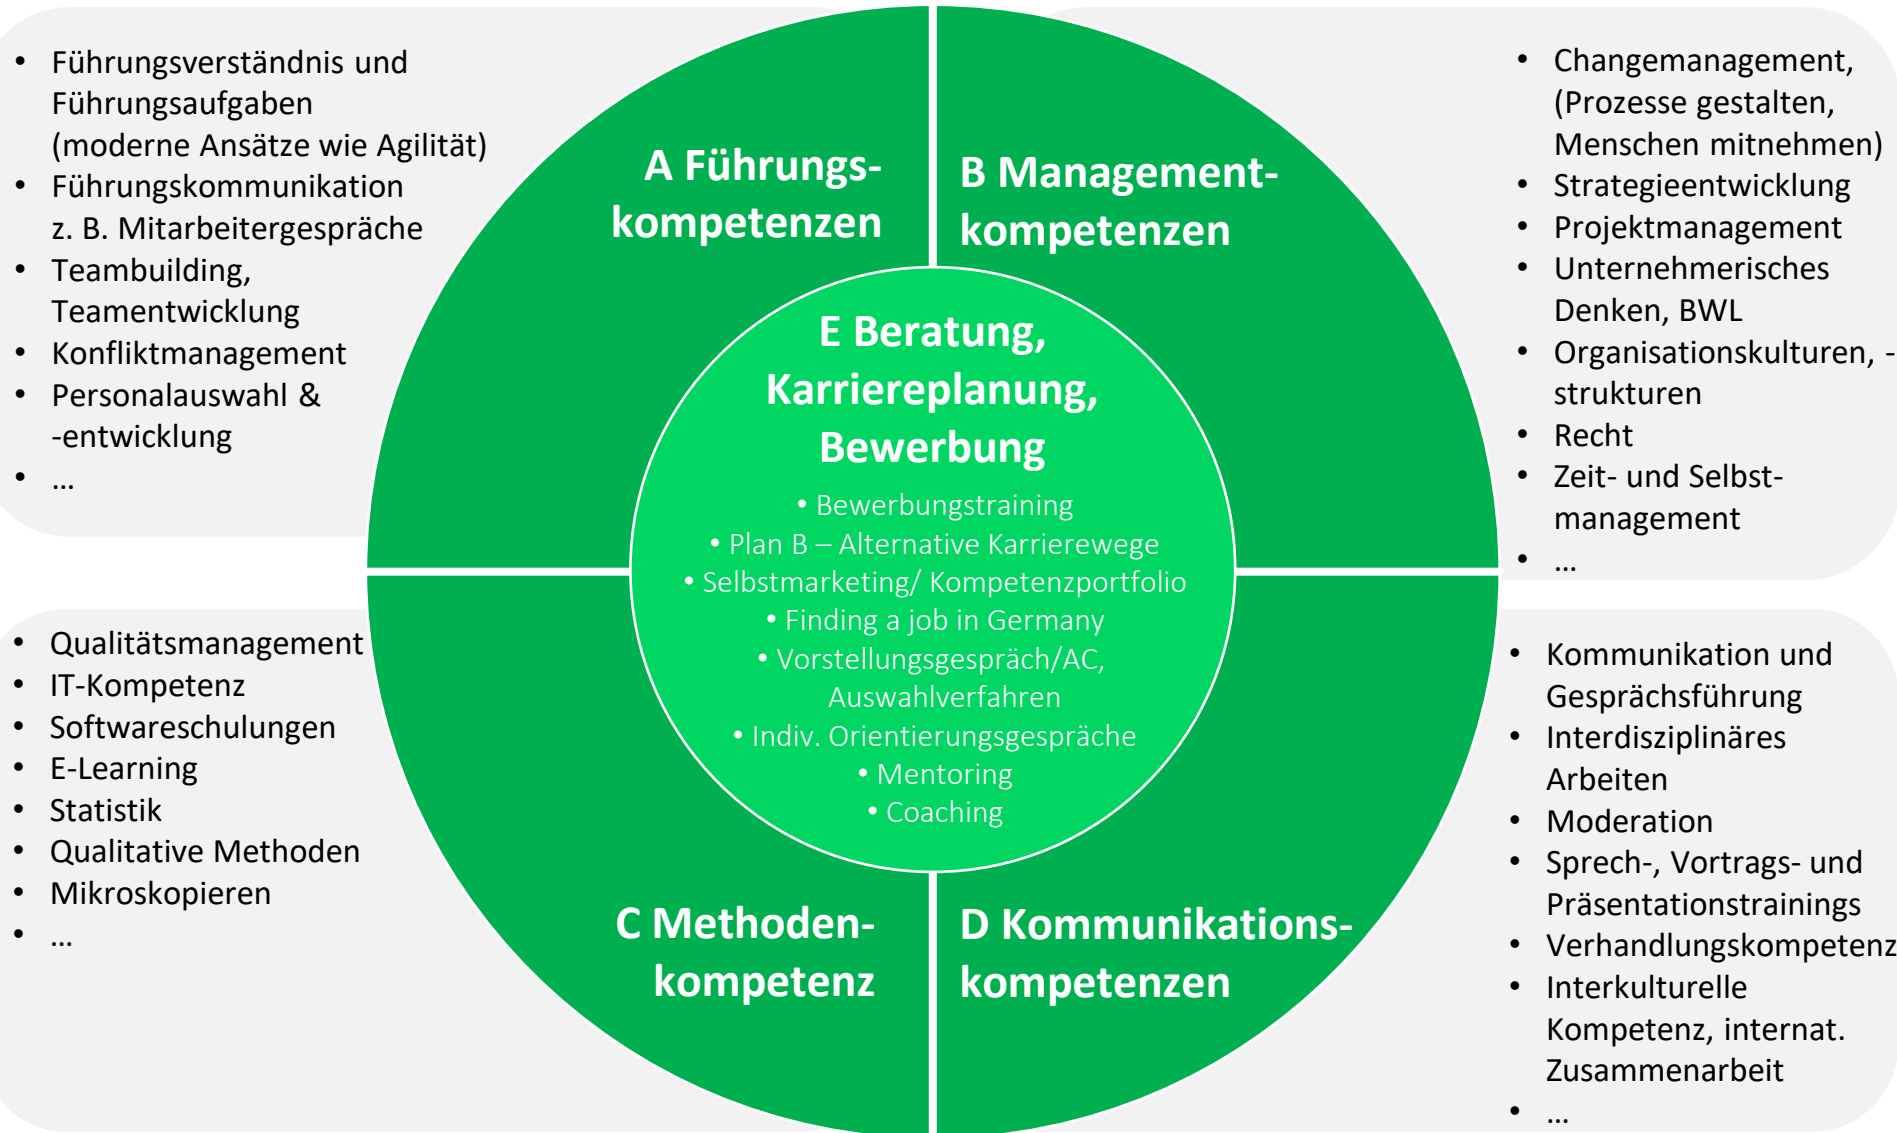 • Führungsverständnis und
Führungsaufgaben
(moderne Ansätze wie Agilität)
• Führungskommunikation
z. B. Mitarbeitergespräche
• Teambuilding,
Teamentwicklung
• Konfliktmanagement
• Personalauswahl &
-entwicklung
• ...
A Führungs-
kompetenzen
B Management-
kompetenzen
• Changemanagement,
(Prozesse gestalten,
Menschen mitnehmen)
• Strategieentwicklung
• Projektmanagement
• Unternehmerisches
Denken, BWL
• Organisationskulturen, -
strukturen
• Recht
• Zeit- und Selbst-
management
• ...
E Beratung,
Karriereplanung,
Bewerbung
• Bewerbungstraining
• Plan B – Alternative Karrierewege
• Selbstmarketing/ Kompetenzportfolio
• Finding a job in Germany
• Vorstellungsgespräch/AC,
Auswahlverfahren
• Indiv. Orientierungsgespräche
• Mentoring
• Coaching
• Qualitätsmanagement
• IT-Kompetenz
• Softwareschulungen
• E-Learning
• Statistik
• Qualitative Methoden
• Mikroskopieren
• ...
C Methoden-
kompetenz
D Kommunikations-
kompetenzen
• Kommunikation und
Gesprächsführung
• Interdisziplinäres
Arbeiten
• Moderation
• Sprech-, Vortrags- und
Präsentationstrainings
• Verhandlungskompetenz
• Interkulturelle
Kompetenz, internat.
Zusammenarbeit
• ...